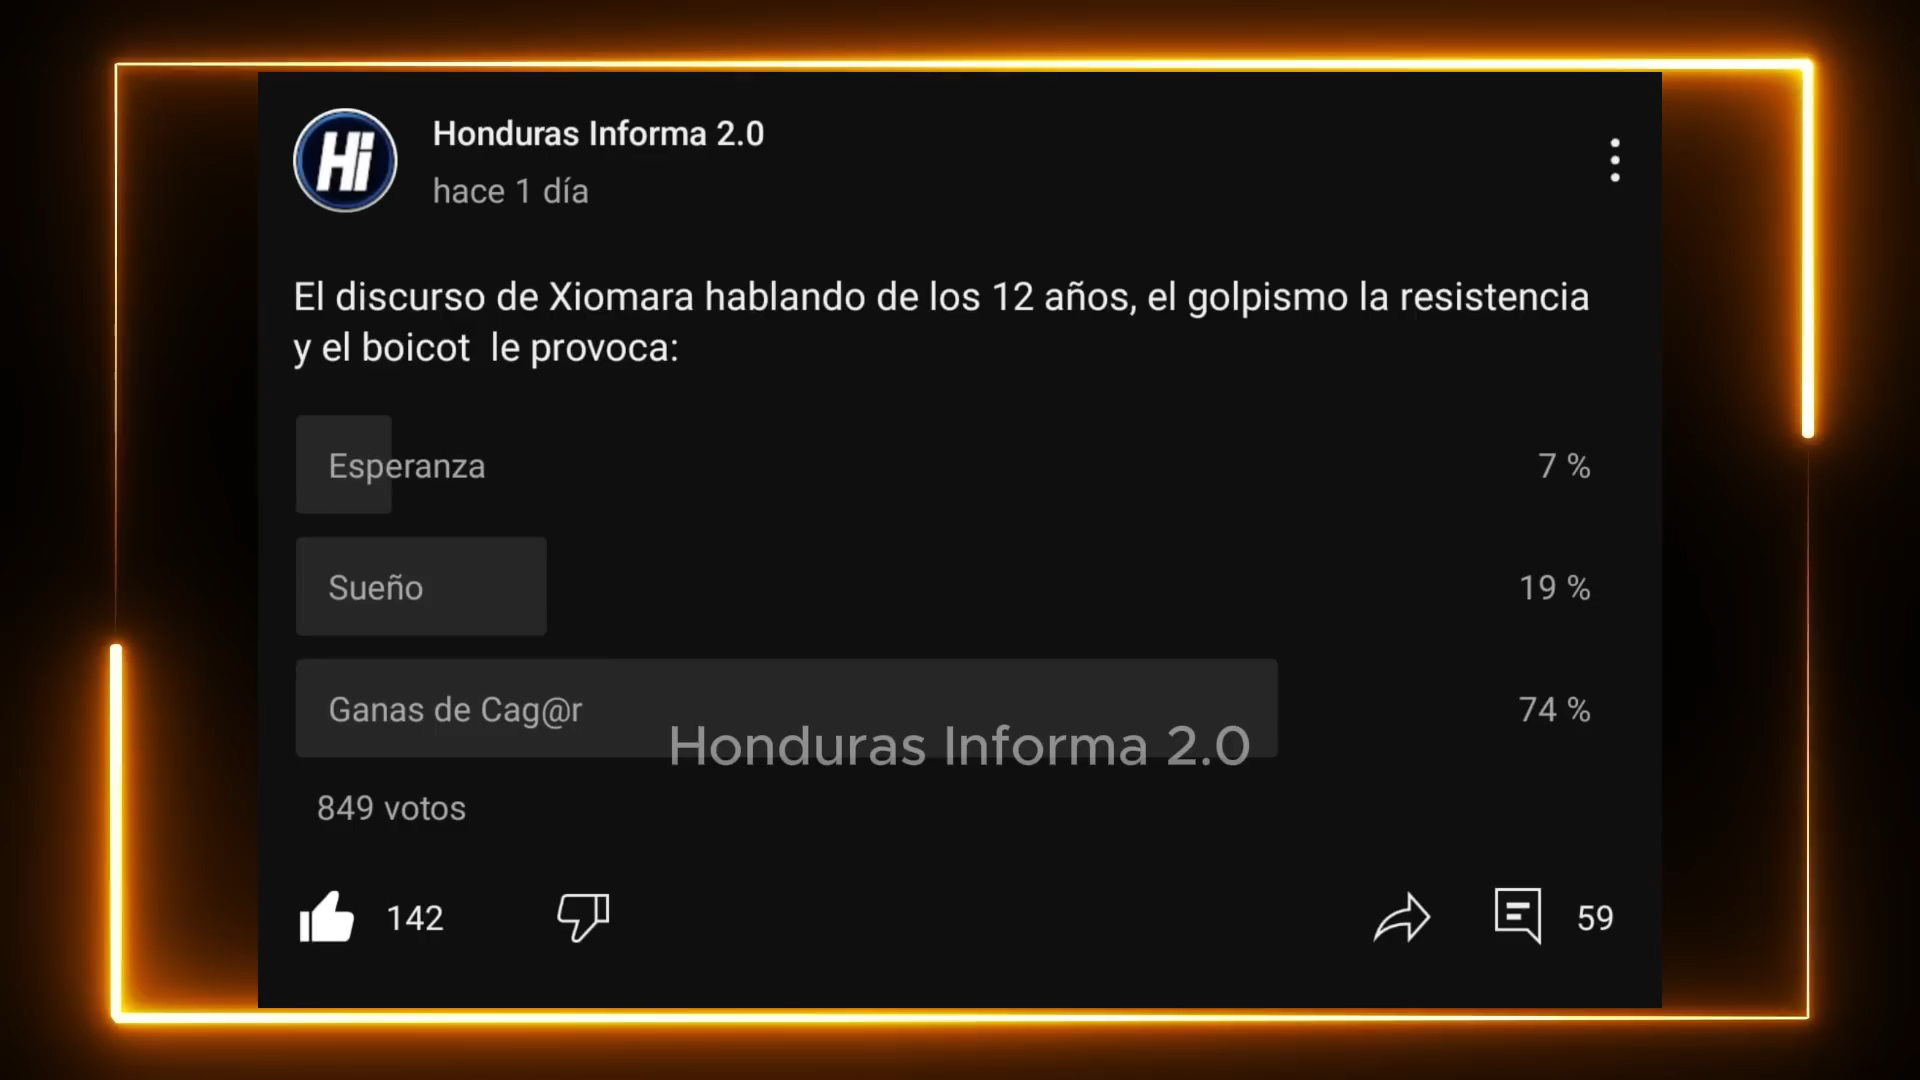 Hi
Honduras Informa 2.0
hace 1 día
El discurso de Xiomara hablando de los 12 años, el golpismo la resistencia
y el boicot  le provoca:
Esperanza 7 %
Sueño 19 %
Ganas de Cag@r 74 %
Honduras Informa 2.0
849 votos
142 59